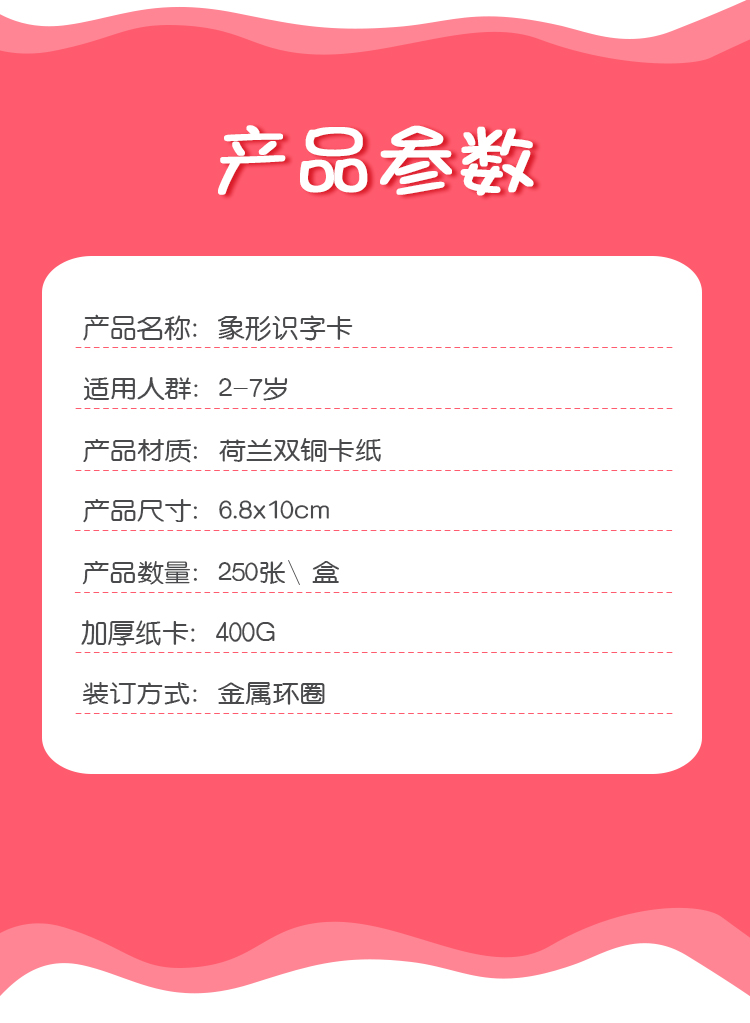 产品参数
产品名称: 象形识字卡
适用人群: 2-7岁
产品材质: 荷兰双铜卡纸
产品尺寸: 6.8x10cm
产品数量: 250张\ 盒
加厚纸卡: 400G
装订方式: 金属环圈